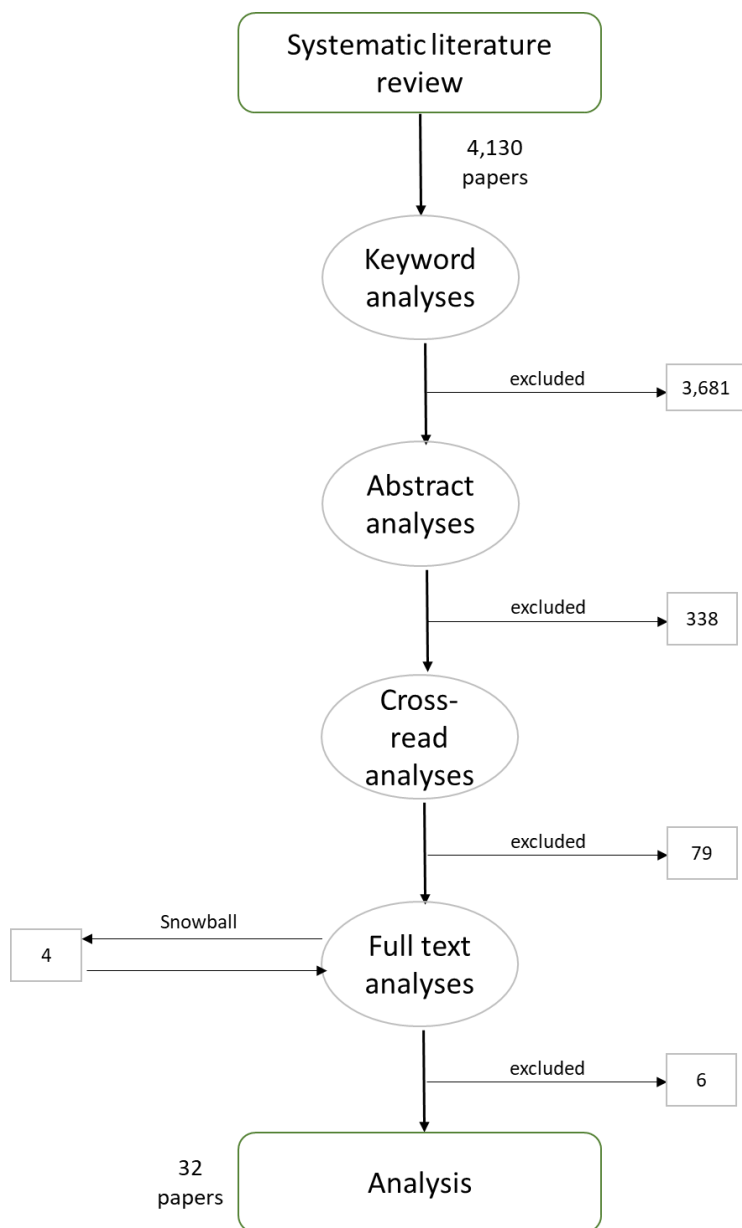 Systematic literature
review
4,130
papers
Keyword
analyses
excluded
3,681
Abstract
analyses
excluded
338
Cross-
read
analyses
excluded
79
Snowball
4
Full text
analyses
excluded
6
32
papers
Analysis